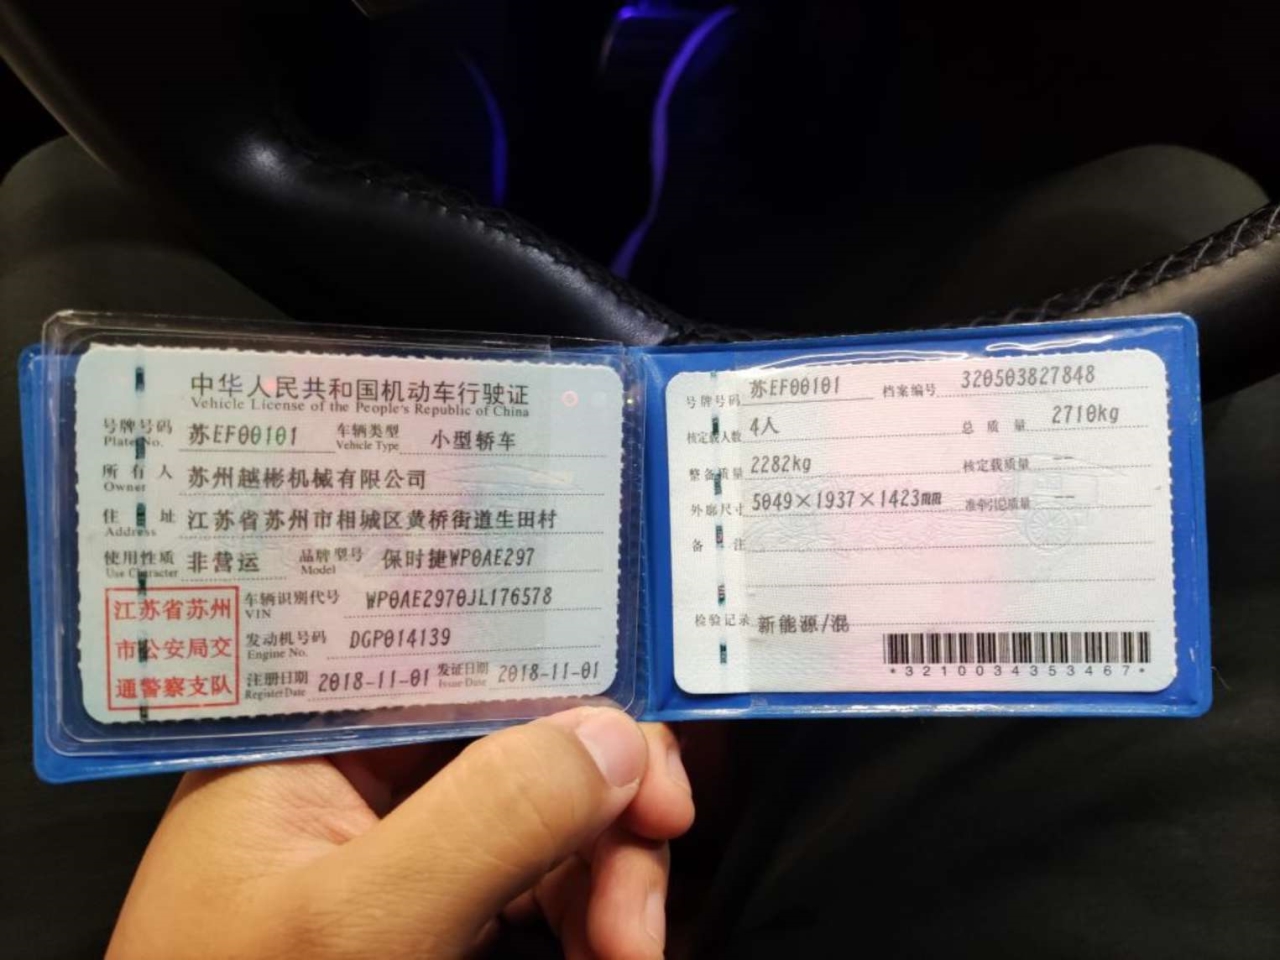 中华人民共和国机动车行驶证
Vehicle License of the People's Republic of China
号牌号码 苏EF00101 车辆类型 小型轿车
Plate No. Vehicle Type
所有人 苏州越彬机械有限公司
Owner
住址 江苏省苏州市相城区黄桥街道生田村
Address
使用性质 非营运 品牌型号 保时捷WP0AE297
Use Character Model
江苏省苏州
市公安局交
通警察支队
车辆识别代号 WP0AE2970JL176578
VIN
发动机号码 DGP014139
Engine No.
注册日期 2018-11-01 发证日期 2018-11-01
Register Date Issue Date
号牌号码 苏EF00101 档案编号 320503827848
核定载人数 4人 总质量 2710kg
整备质量 2282kg 核定载质量 --
外廓尺寸 5049×1937×1423mm 准牵引总质量 --
备注
检验记录 新能源/混
*3210034353467*